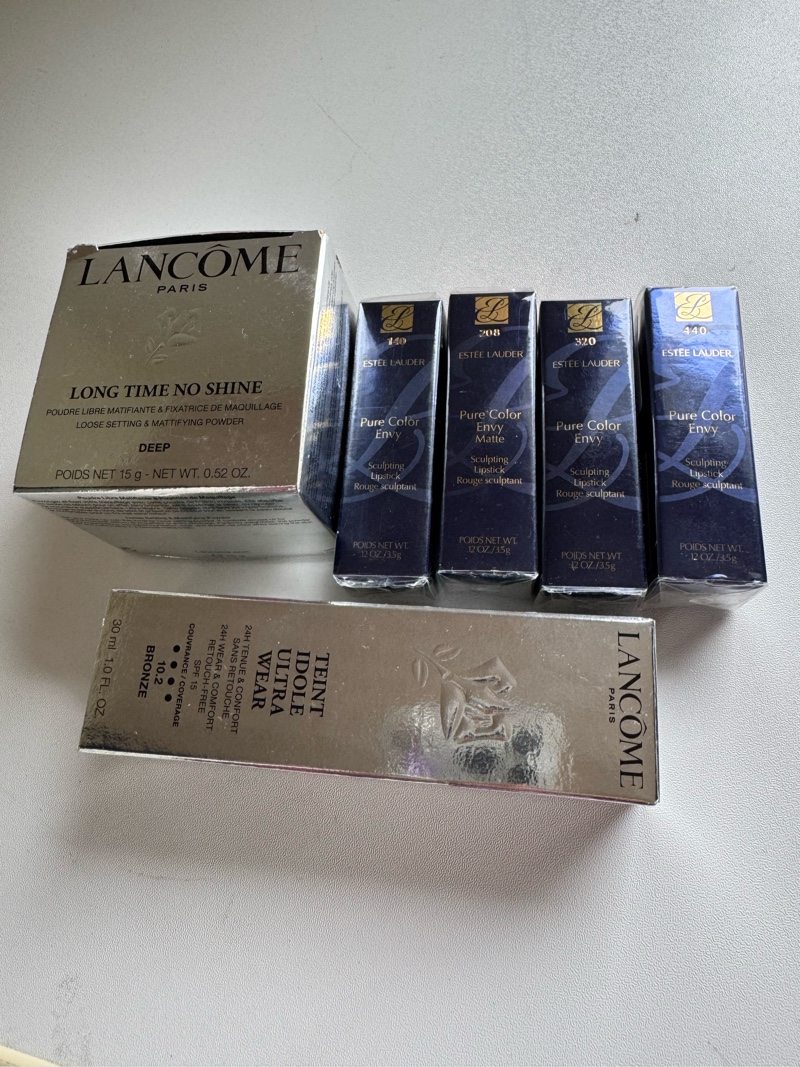 LANCÔME
PARIS
LONG TIME NO SHINE
POUDRE LIBRE MATIFIANTE & FIXATRICE DE MAQUILLAGE
LOOSE SETTING & MATTIFYING POWDER
DEEP
POIDS NET 15 g - NET WT. 0.52 OZ.
ESTĒE LAUDER
Pure Color
Envy
Sculpting
Lipstick
Rouge sculptant
POIDS NET WT.
.12 OZ./3.5g
208
ESTĒE LAUDER
Pure Color
Envy
Matte
Sculpting
Lipstick
Rouge sculptant
POIDS NET WT.
.12 OZ./3.5g
320
ESTĒE LAUDER
Pure Color
Envy
Sculpting
Lipstick
Rouge sculptant
POIDS NET WT.
.12 OZ./3.5g
440
ESTĒE LAUDER
Pure Color
Envy
Sculpting
Lipstick
Rouge sculptant
POIDS NET WT.
.12 OZ./3.5g
LANCÔME
PARIS
TEINT
IDOLE
ULTRA
WEAR
24H TENUE & CONFORT
SANS RETOUCHE
24H WEAR & COMFORT
RETOUCH-FREE
SPF 15
COUVRANCE / COVERAGE
10.2
BRONZE
30 ml 1.0 FL. OZ.